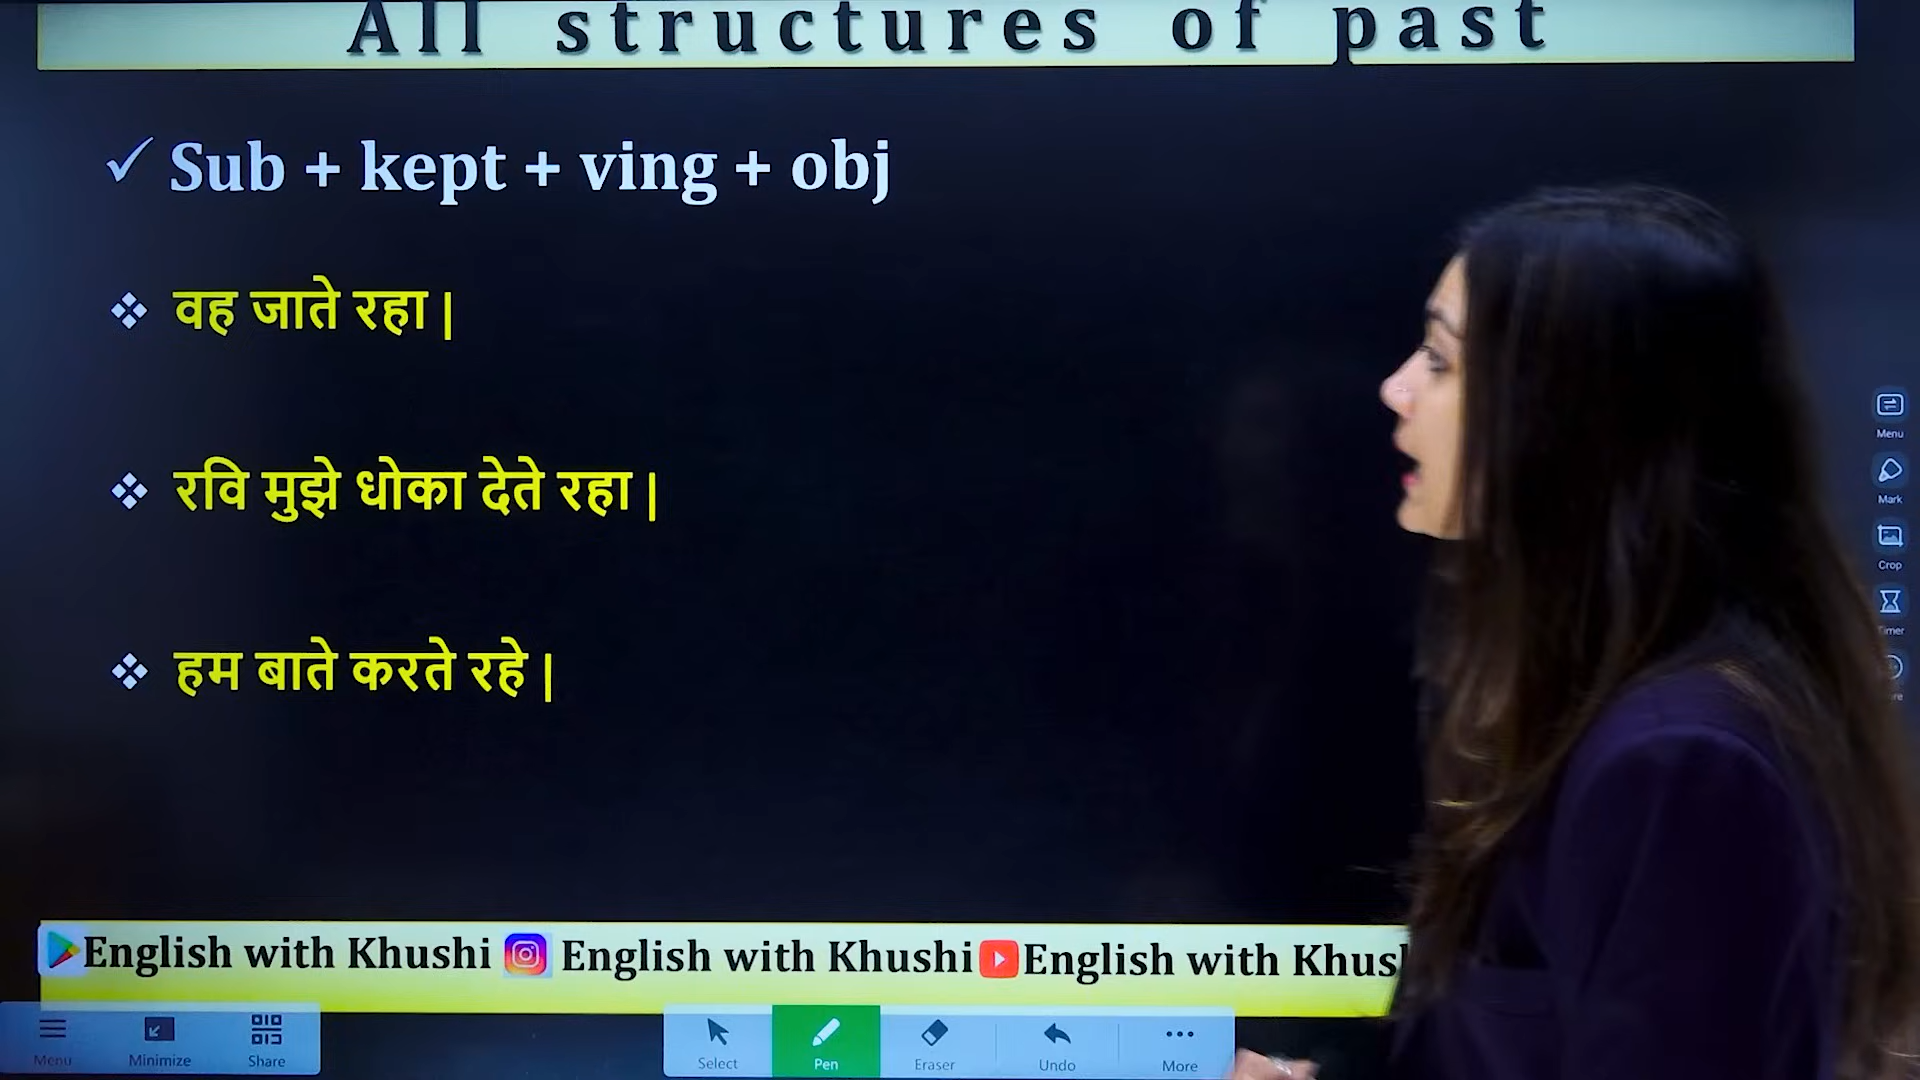 All structures of past
✓ Sub + kept + ving + obj
❖ वह जाते रहा |
❖ रवि मुझे धोका देते रहा |
❖ हम बाते करते रहे |
Menu
Mark
Crop
Timer
English with Khushi English with Khushi English with
Menu Minimize Share Select Pen Eraser Undo More